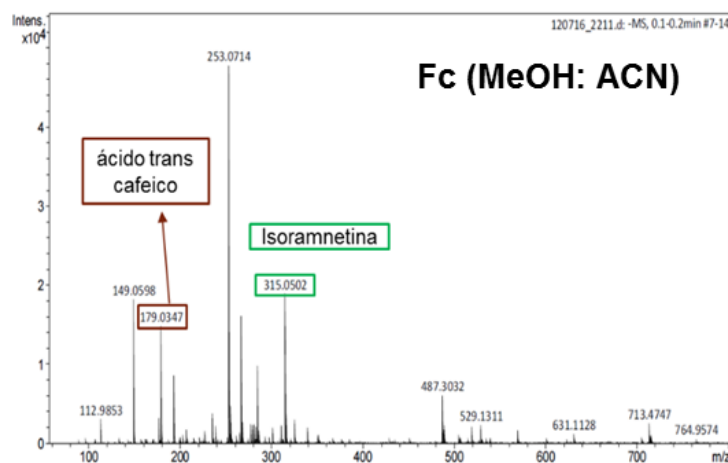 Intens.
x10⁴
120716_2211.d: -MS, 0.1-0.2min #7-14
253.0714
Fc (MeOH: ACN)
4
ácido trans
cafeico
3
Isoramnetina
2
149.0598
315.0502
179.0347
1
487.3032
112.9853
529.1311
631.1128
713.4747
764.9574
0
100
200
300
400
500
600
700
m/z